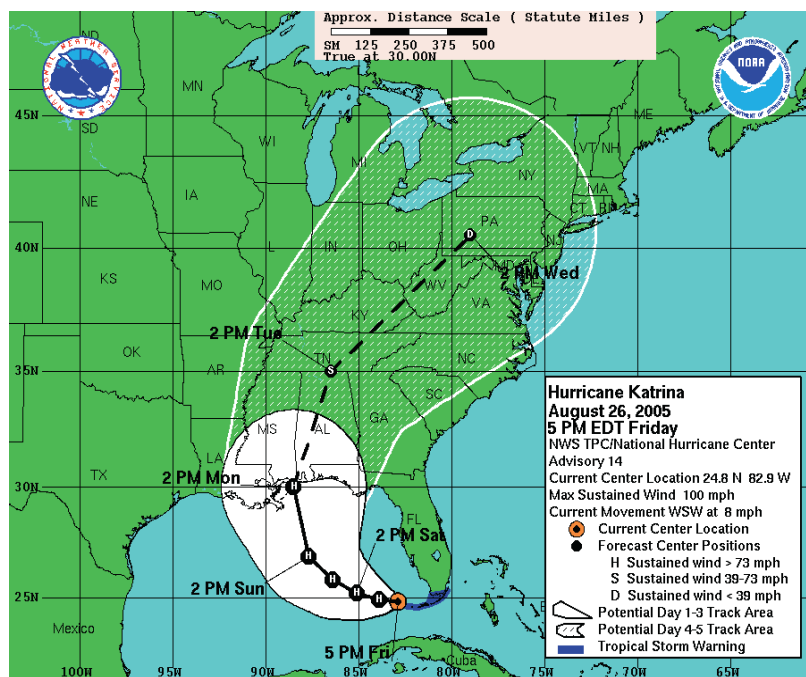 Approx. Distance Scale ( Statute Miles )
SM 125 250 375 500
True at 30.00N
NATIONAL WEATHER SERVICE
NOAA
ND
MN
ME
45N
SD
WI
MI
VT NH
NY
MA
CT RI
NE
IA
PA
40N
IN
OH
NJ
MD
KS
MO
WV
2 PM Wed
VA
KY
2 PM Tue
OK
35N
AR
TN
S
NC
SC
MS
AL
GA
LA
TX
2 PM Mon
30N
H
FL
2 PM Sat
H
2 PM Sun
H
25N
H
H
Mexico
5 PM Fri
Cuba
100W 95W 90W 85W 80W 75W 70W 65W
D
Hurricane Katrina
August 26, 2005
5 PM EDT Friday
NWS TPC/National Hurricane Center
Advisory 14
Current Center Location 24.8 N 82.9 W
Max Sustained Wind 100 mph
Current Movement WSW at 8 mph
Current Center Location
Forecast Center Positions
H Sustained wind > 73 mph
S Sustained wind 39-73 mph
D Sustained wind < 39 mph
Potential Day 1-3 Track Area
Potential Day 4-5 Track Area
Tropical Storm Warning